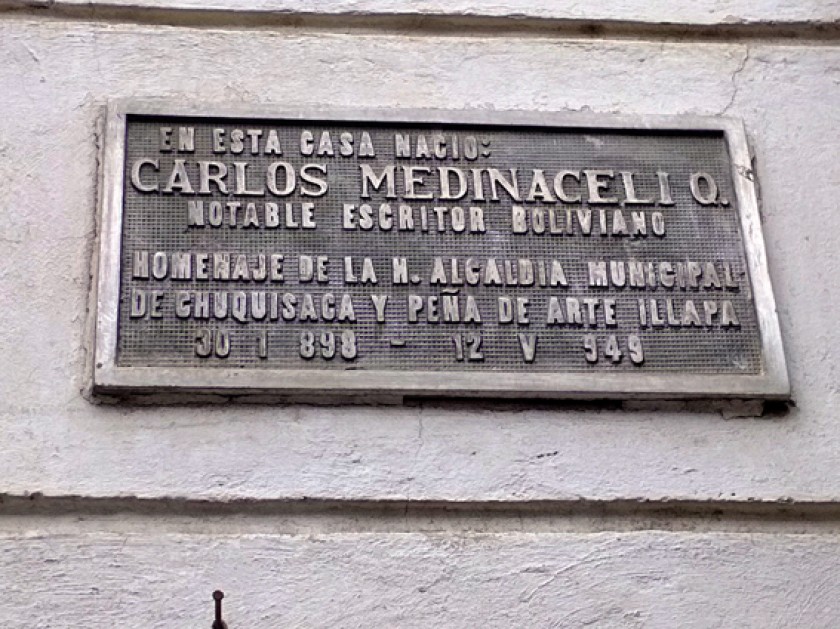 EN ESTA CASA NACIO:
CARLOS MEDINACELI Q.
NOTABLE ESCRITOR BOLIVIANO
HOMENAJE DE LA H. ALCALDIA MUNICIPAL
DE CHUQUISACA Y PEÑA DE ARTE ILLAPA
30 I 898 - 12 V 949